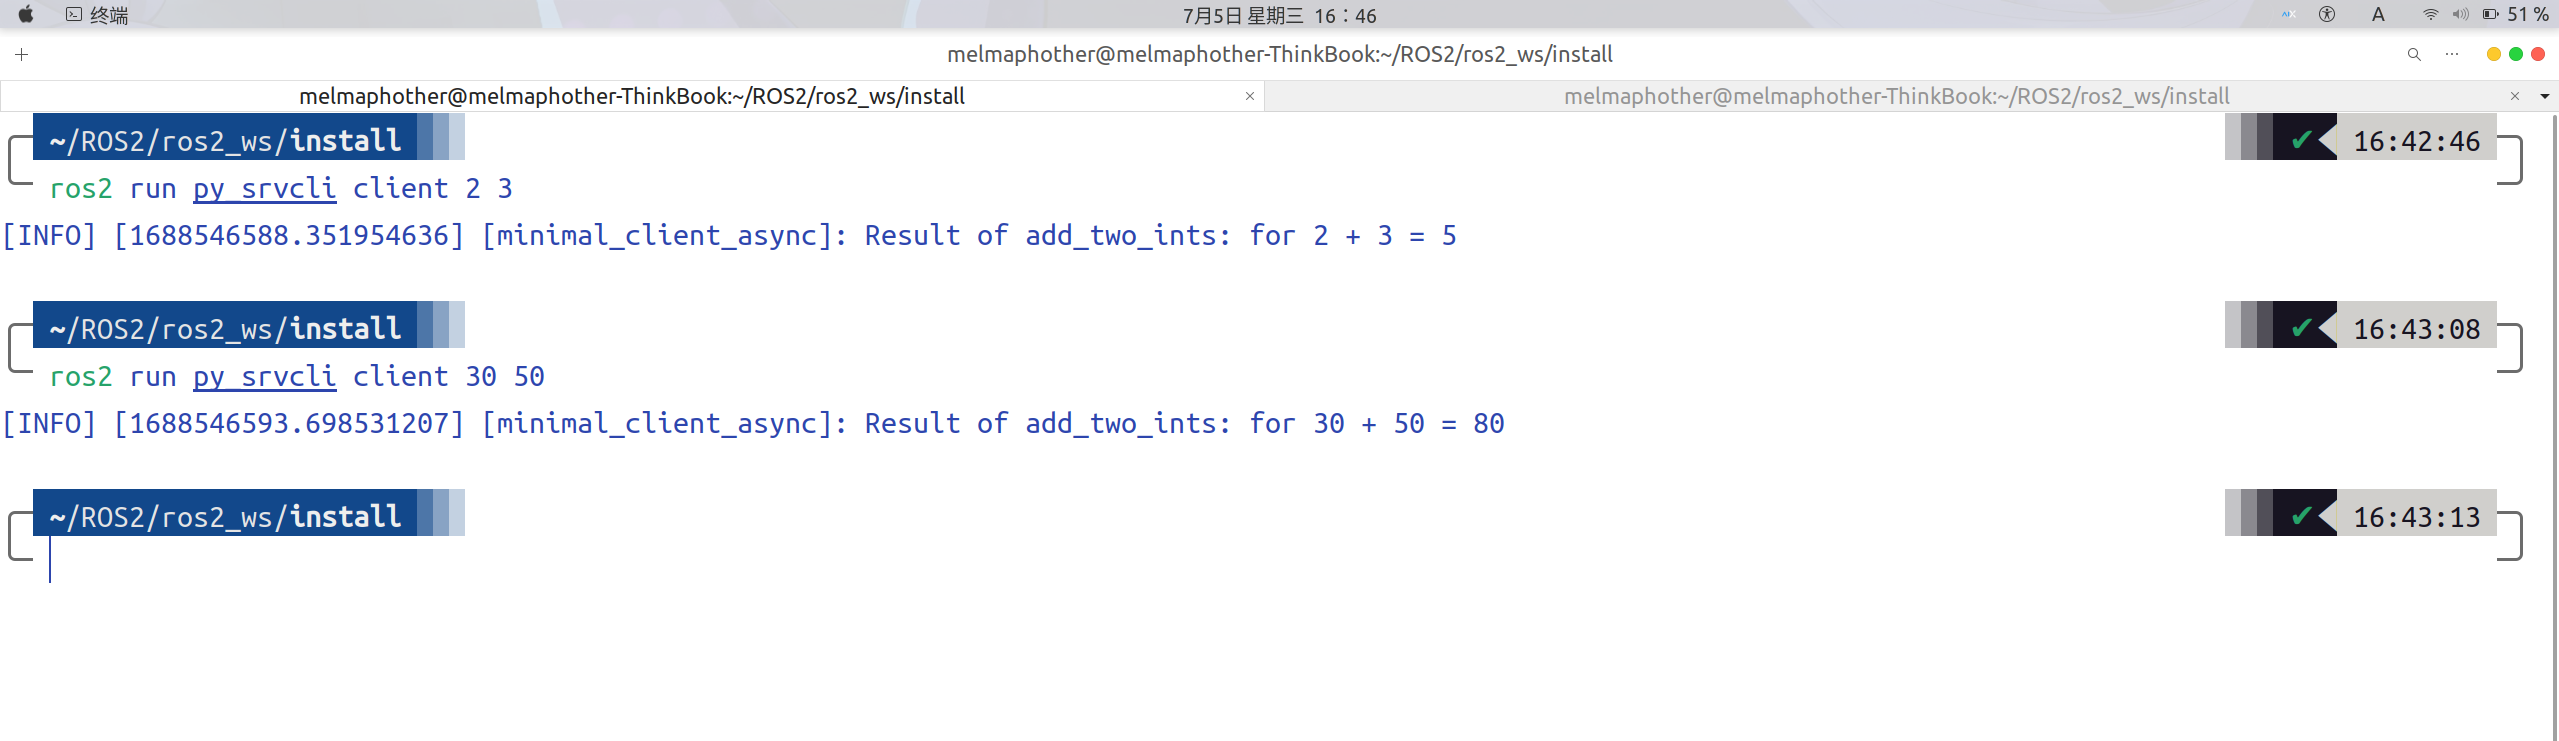 终端 7月5日 星期三 16：46 A 51 %
melmaphother@melmaphother-ThinkBook:~/ROS2/ros2_ws/install
melmaphother@melmaphother-ThinkBook:~/ROS2/ros2_ws/install melmaphother@melmaphother-ThinkBook:~/ROS2/ros2_ws/install
~/ROS2/ros2_ws/install ✔ 16:42:46
ros2 run py_srvcli client 2 3
[INFO] [1688546588.351954636] [minimal_client_async]: Result of add_two_ints: for 2 + 3 = 5
~/ROS2/ros2_ws/install ✔ 16:43:08
ros2 run py_srvcli client 30 50
[INFO] [1688546593.698531207] [minimal_client_async]: Result of add_two_ints: for 30 + 50 = 80
~/ROS2/ros2_ws/install ✔ 16:43:13